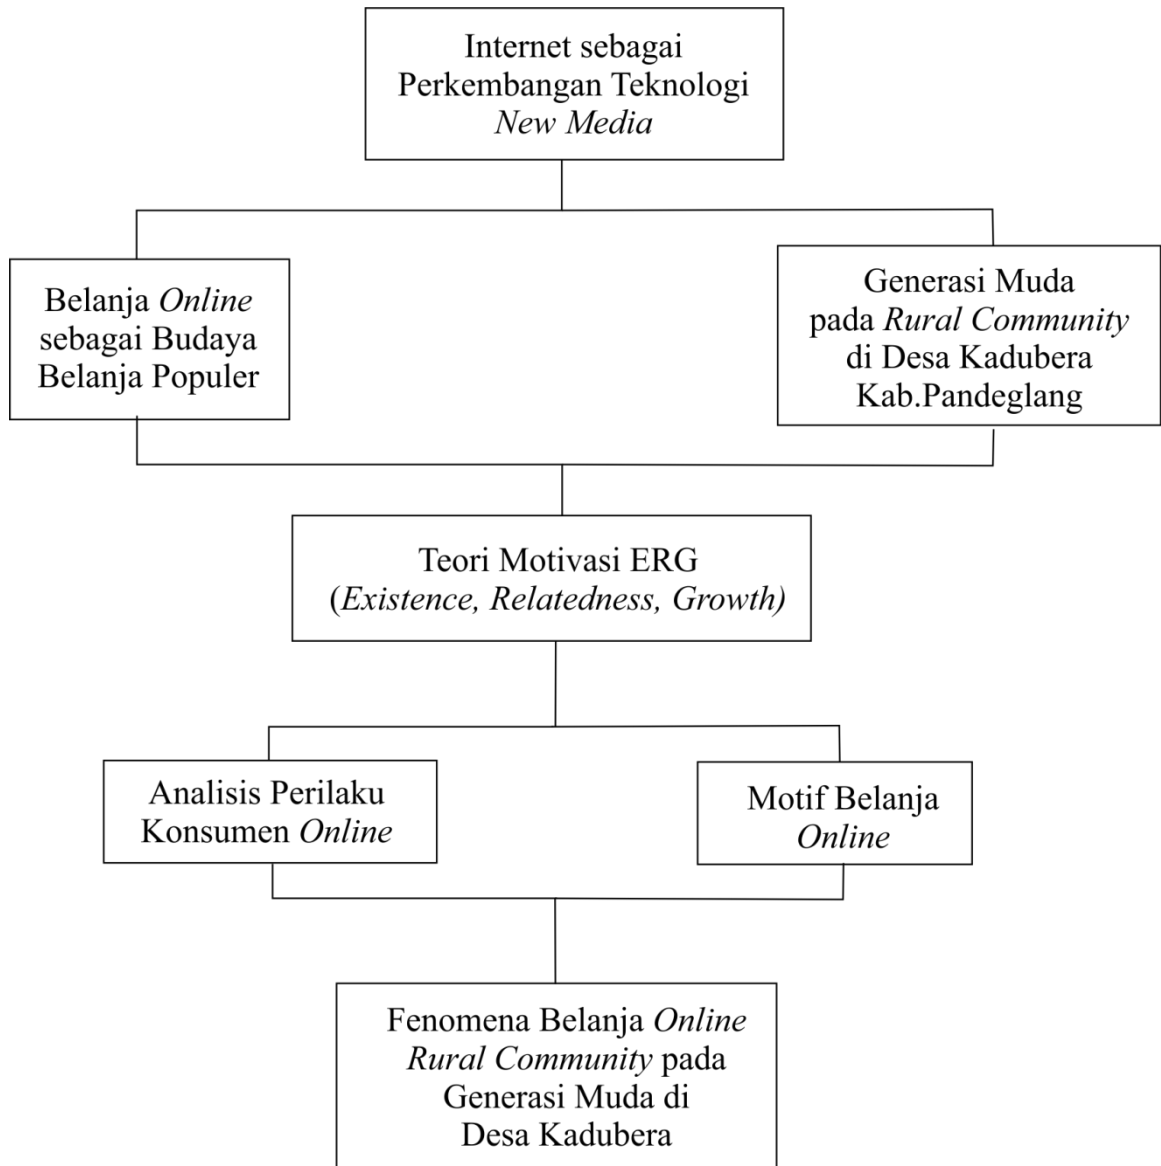 Internet sebagai
Perkembangan Teknologi
New Media
Belanja Online
sebagai Budaya
Belanja Populer
Generasi Muda
pada Rural Community
di Desa Kadubera
Kab.Pandeglang
Teori Motivasi ERG
(Existence, Relatedness, Growth)
Analisis Perilaku
Konsumen Online
Motif Belanja
Online
Fenomena Belanja Online
Rural Community pada
Generasi Muda di
Desa Kadubera